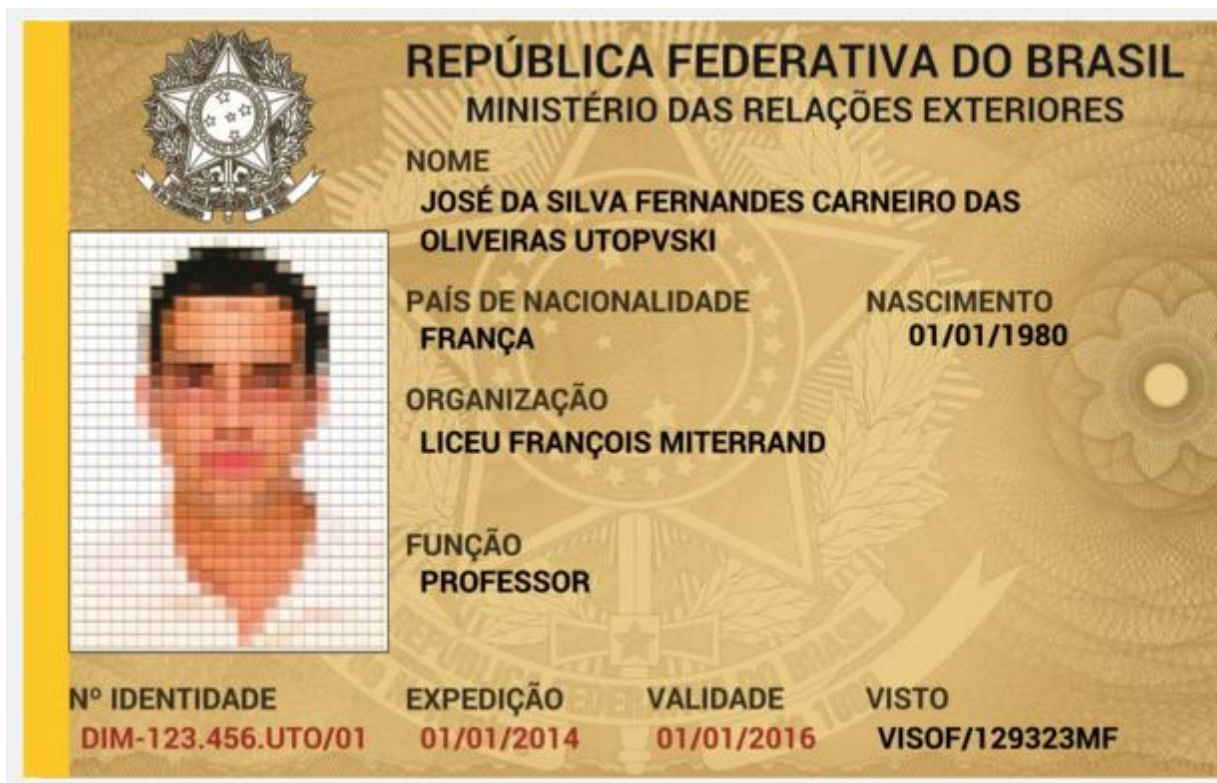 REPÚBLICA FEDERATIVA DO BRASIL
MINISTÉRIO DAS RELAÇÕES EXTERIORES
NOME
JOSÉ DA SILVA FERNANDES CARNEIRO DAS
OLIVEIRAS UTOPVSKI
PAÍS DE NACIONALIDADE NASCIMENTO
FRANÇA 01/01/1980
ORGANIZAÇÃO
LICEU FRANÇOIS MITERRAND
FUNÇÃO
PROFESSOR
Nº IDENTIDADE EXPEDIÇÃO VALIDADE VISTO
DIM-123.456.UTO/01 01/01/2014 01/01/2016 VISOF/129323MF